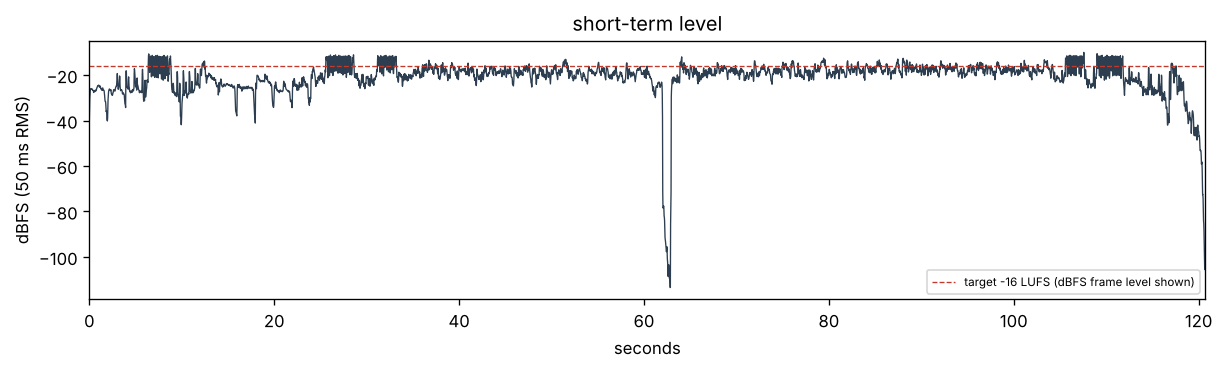 short-term level
dBFS (50 ms RMS)
−20
−40
−60
−80
−100
target -16 LUFS (dBFS frame level shown)
0 20 40 60 80 100 120
seconds